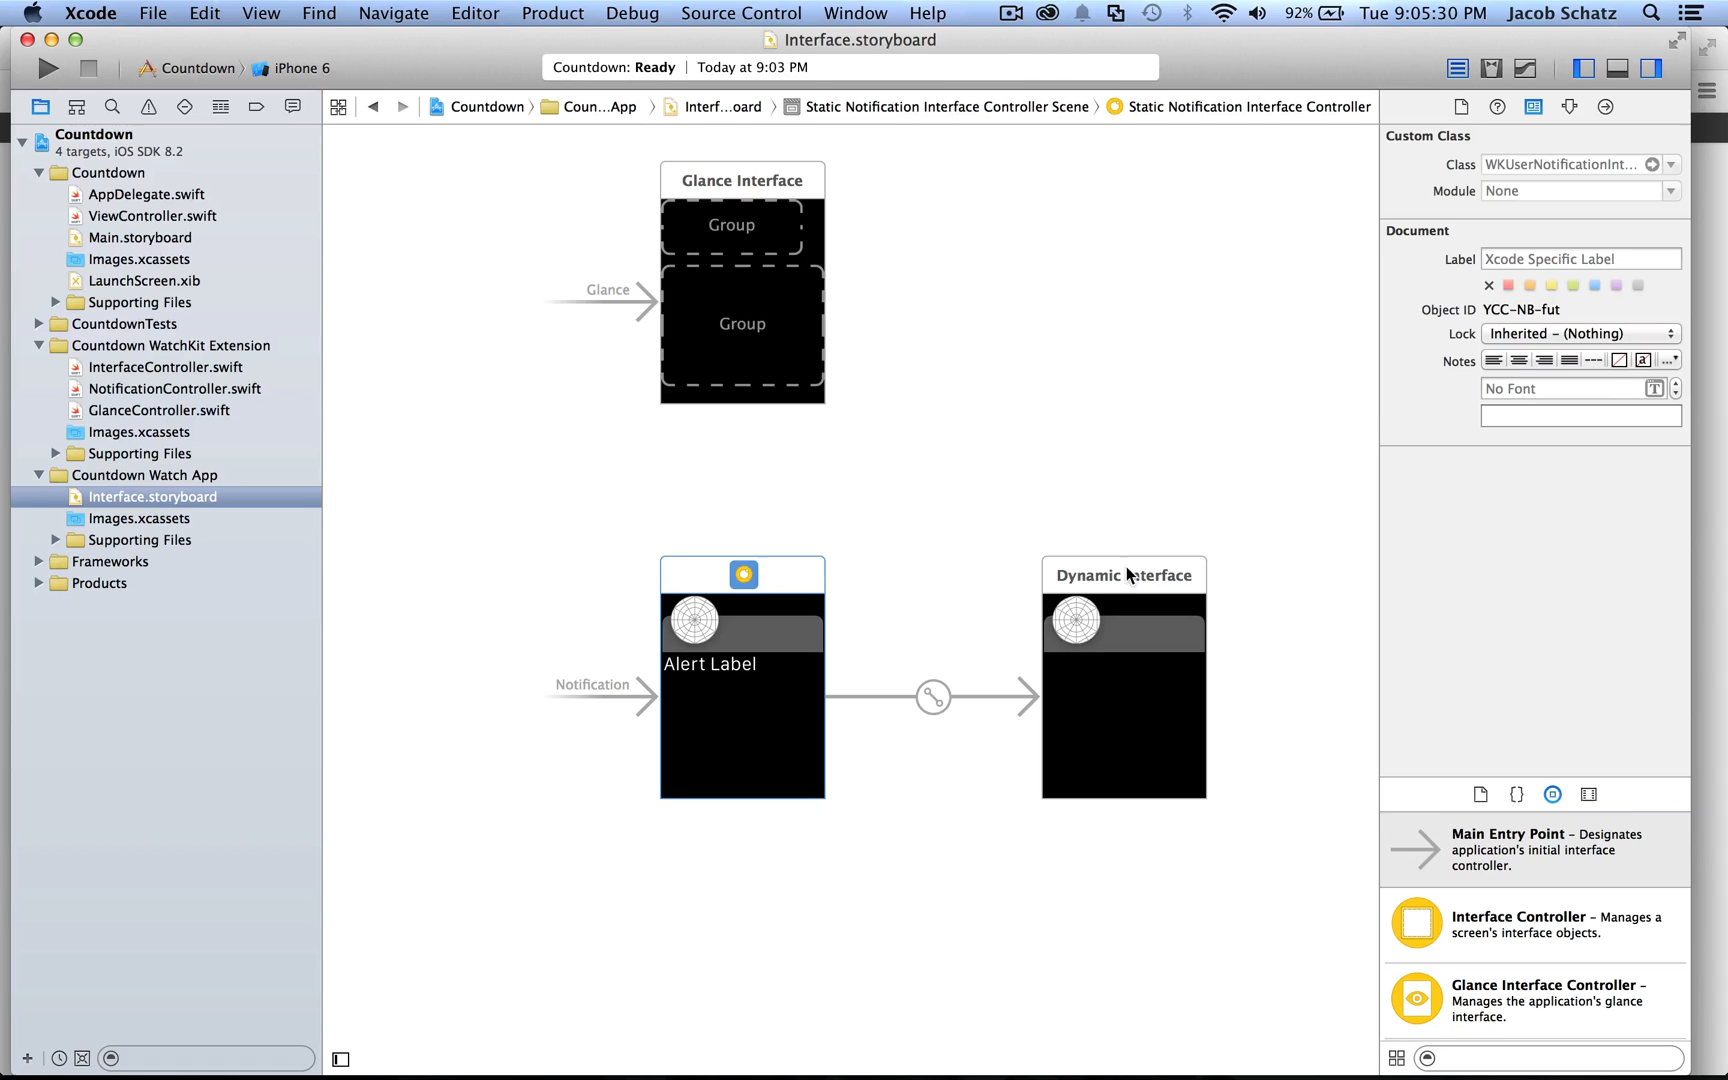 Xcode File Edit View Find Navigate Editor Product Debug Source Control Window Help 92% Tue 9:05:30 PM Jacob Schatz
Interface.storyboard
Countdown iPhone 6
Countdown: Ready Today at 9:03 PM
Countdown Coun...App Interf...oard Static Notification Interface Controller Scene Static Notification Interface Controller
Countdown
4 targets, iOS SDK 8.2
Countdown
AppDelegate.swift
ViewController.swift
Main.storyboard
Images.xcassets
LaunchScreen.xib
Supporting Files
CountdownTests
Countdown WatchKit Extension
InterfaceController.swift
NotificationController.swift
GlanceController.swift
Images.xcassets
Supporting Files
Countdown Watch App
Interface.storyboard
Images.xcassets
Supporting Files
Frameworks
Products
Glance Interface
Group
Glance
Group
Dynamic Interface
Alert Label
Notification
Custom Class
Class WKUserNotificationInt...
Module None
Document
Label Xcode Specific Label
Object ID YCC-NB-fut
Lock Inherited - (Nothing)
Notes
No Font
Main Entry Point - Designates
application's initial interface
controller.
Interface Controller - Manages a
screen's interface objects.
Glance Interface Controller -
Manages the application's glance
interface.